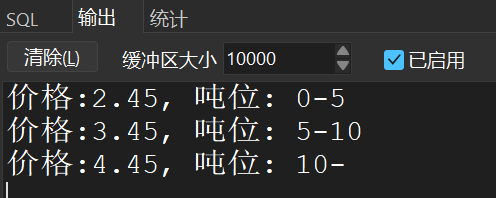 SQL 输出 统计
清除(L) 缓冲区大小 10000 已启用
价格:2.45, 吨位: 0-5
价格:3.45, 吨位: 5-10
价格:4.45, 吨位: 10-